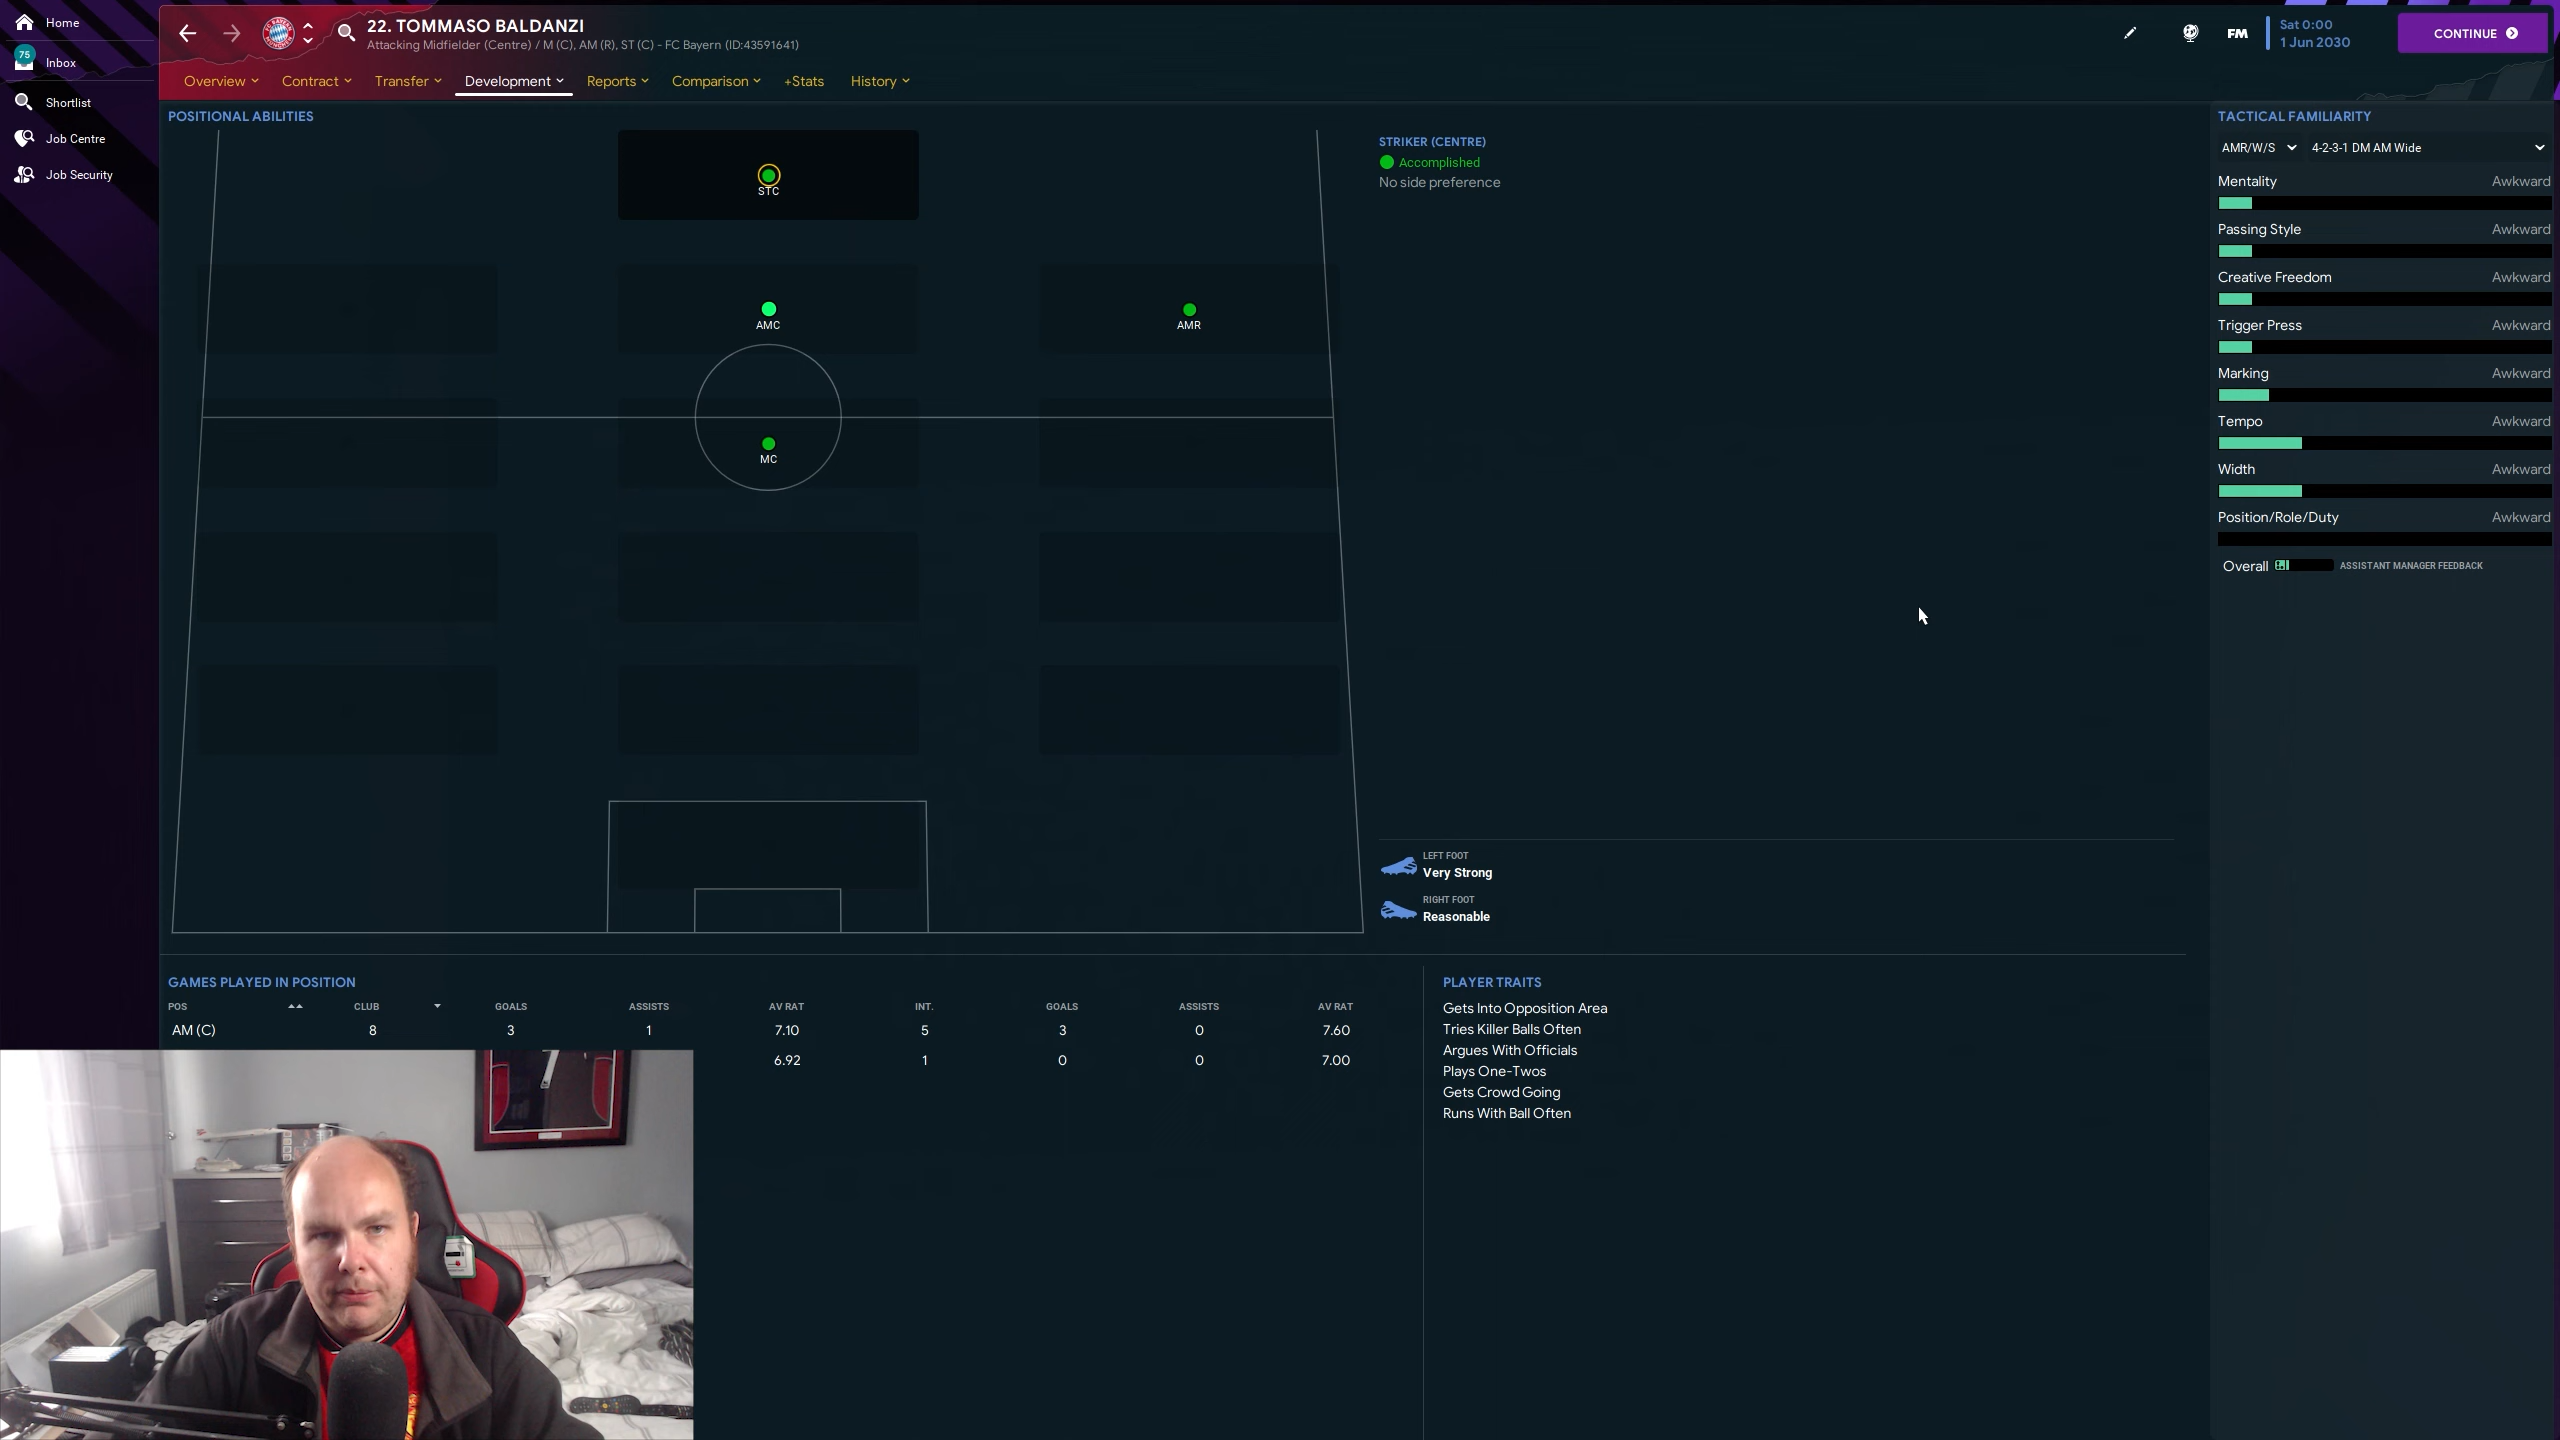 Home
75
Inbox
Shortlist
Job Centre
Job Security
22. TOMMASO BALDANZI
Attacking Midfielder (Centre) / M (C), AM (R), ST (C) - FC Bayern (ID:43591641)
FM
Sat 0:00
1 Jun 2030
CONTINUE
Overview
Contract
Transfer
Development
Reports
Comparison
+Stats
History
POSITIONAL ABILITIES
STC
AMC
AMR
MC
STRIKER (CENTRE)
Accomplished
No side preference
LEFT FOOT
Very Strong
RIGHT FOOT
Reasonable
TACTICAL FAMILIARITY
AMR/W/S 4-2-3-1 DM AM Wide
Mentality Awkward
Passing Style Awkward
Creative Freedom Awkward
Trigger Press Awkward
Marking Awkward
Tempo Awkward
Width Awkward
Position/Role/Duty Awkward
Overall ASSISTANT MANAGER FEEDBACK
GAMES PLAYED IN POSITION
POS CLUB GOALS ASSISTS AV RAT INT. GOALS ASSISTS AV RAT
AM (C) 8 3 1 7.10 5 3 0 7.60
6.92 1 0 0 7.00
PLAYER TRAITS
Gets Into Opposition Area
Tries Killer Balls Often
Argues With Officials
Plays One-Twos
Gets Crowd Going
Runs With Ball Often
7